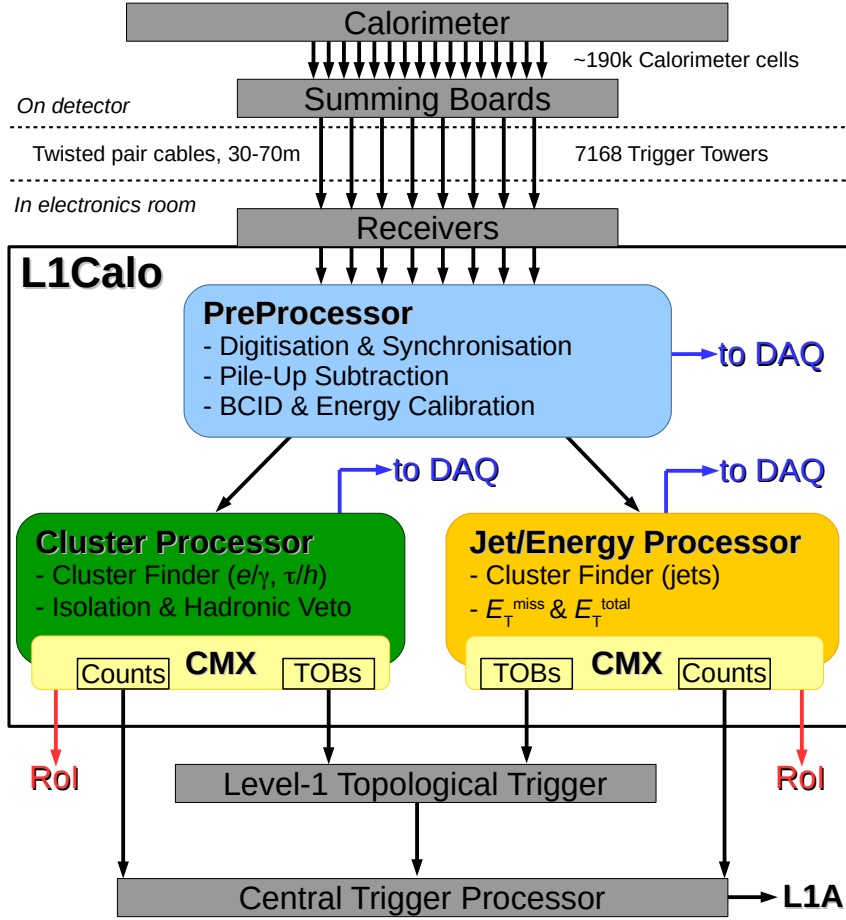 Calorimeter
~190k Calorimeter cells
Summing Boards
On detector
Twisted pair cables, 30-70m
7168 Trigger Towers
In electronics room
Receivers
L1Calo
PreProcessor
- Digitisation & Synchronisation
- Pile-Up Subtraction
- BCID & Energy Calibration
to DAQ
to DAQ
to DAQ
Cluster Processor
- Cluster Finder (e/γ, τ/h)
- Isolation & Hadronic Veto
CMX
Counts
TOBs
Jet/Energy Processor
- Cluster Finder (jets)
- E_T^miss & E_T^total
CMX
TOBs
Counts
RoI
RoI
Level-1 Topological Trigger
Central Trigger Processor
L1A